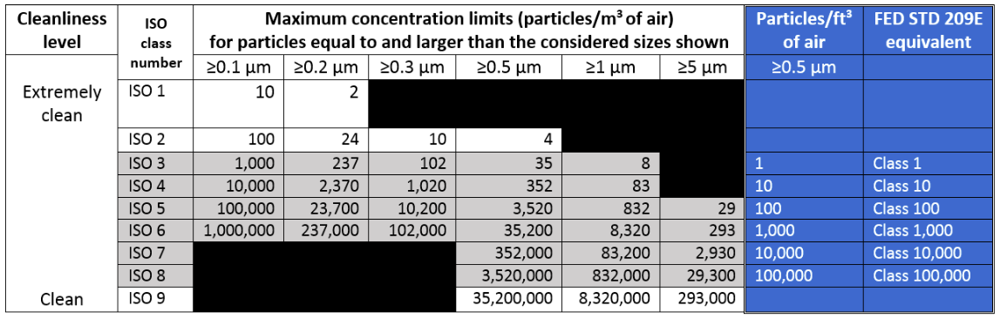 Cleanliness level ISO class number Maximum concentration limits (particles/m³ of air) for particles equal to and larger than the considered sizes shown Particles/ft³ of air FED STD 209E equivalent
≥0.1 µm ≥0.2 µm ≥0.3 µm ≥0.5 µm ≥1 µm ≥5 µm ≥0.5 µm
Extremely clean ISO 1 10 2
ISO 2 100 24 10 4
ISO 3 1,000 237 102 35 8 1 Class 1
ISO 4 10,000 2,370 1,020 352 83 10 Class 10
ISO 5 100,000 23,700 10,200 3,520 832 29 100 Class 100
ISO 6 1,000,000 237,000 102,000 35,200 8,320 293 1,000 Class 1,000
ISO 7 352,000 83,200 2,930 10,000 Class 10,000
ISO 8 3,520,000 832,000 29,300 100,000 Class 100,000
Clean ISO 9 35,200,000 8,320,000 293,000